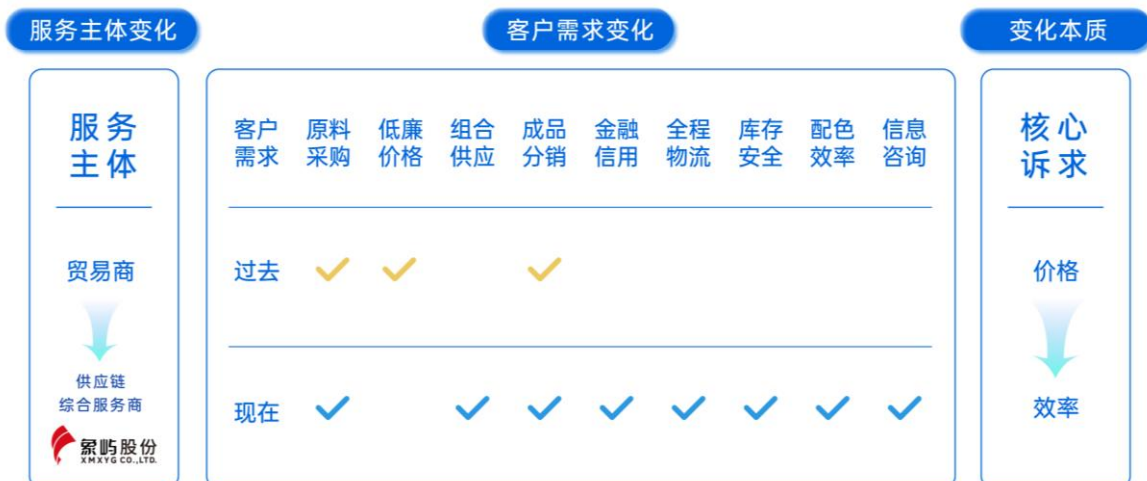 服务主体变化
客户需求变化
变化本质
服务
主体
贸易商
供应链
综合服务商
象屿股份
XMXYG CO.,LTD.
客户
需求
原料
采购
低廉
价格
组合
供应
成品
分销
金融
信用
全程
物流
库存
安全
配色
效率
信息
咨询
过去
现在
核心
诉求
价格
效率